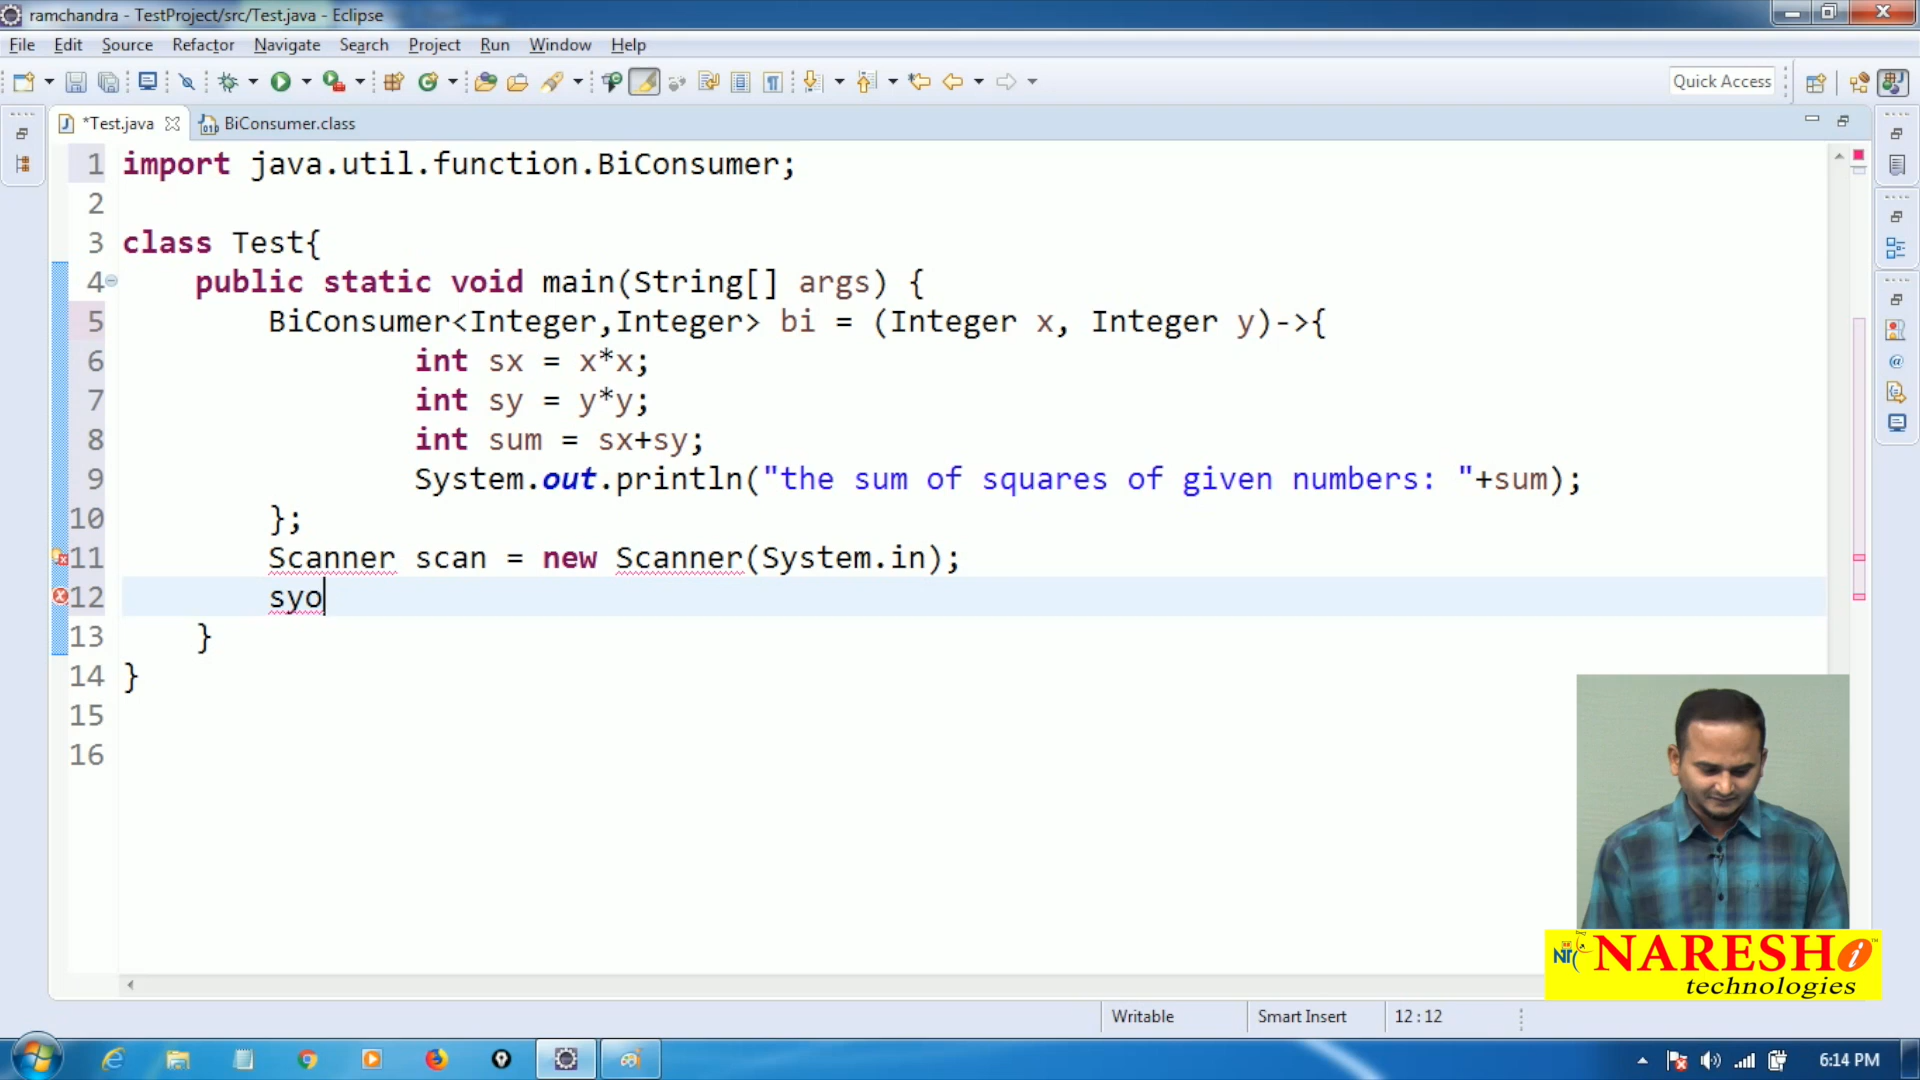 ramchandra - TestProject/src/Test.java - Eclipse
File Edit Source Refactor Navigate Search Project Run Window Help
Quick Access
*Test.java BiConsumer.class
1 import java.util.function.BiConsumer;
2
3 class Test{
4 public static void main(String[] args) {
5 BiConsumer<Integer,Integer> bi = (Integer x, Integer y)->{
6 int sx = x*x;
7 int sy = y*y;
8 int sum = sx+sy;
9 System.out.println("the sum of squares of given numbers: "+sum);
10 };
11 Scanner scan = new Scanner(System.in);
12 syo
13 }
14 }
15
16
NARESH i
technologies
Writable Smart Insert 12 : 12
6:14 PM